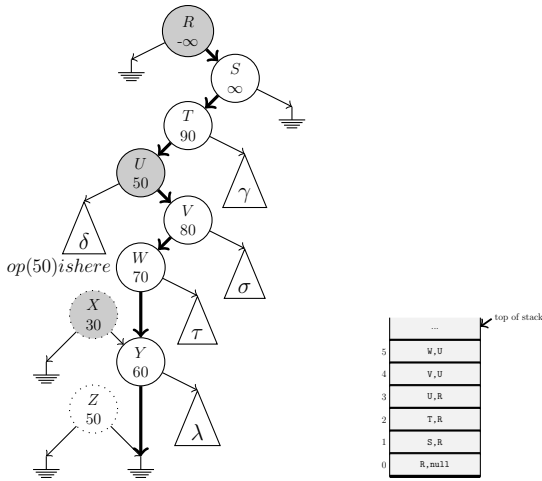 R
-∞
S
∞
T
90
U
50
γ
V
80
δ
op(50)ishere
W
70
σ
X
30
τ
top of stack
...
Y
60
5 W,U
4 V,U
Z
50
3 U,R
λ
2 T,R
1 S,R
0 R,null